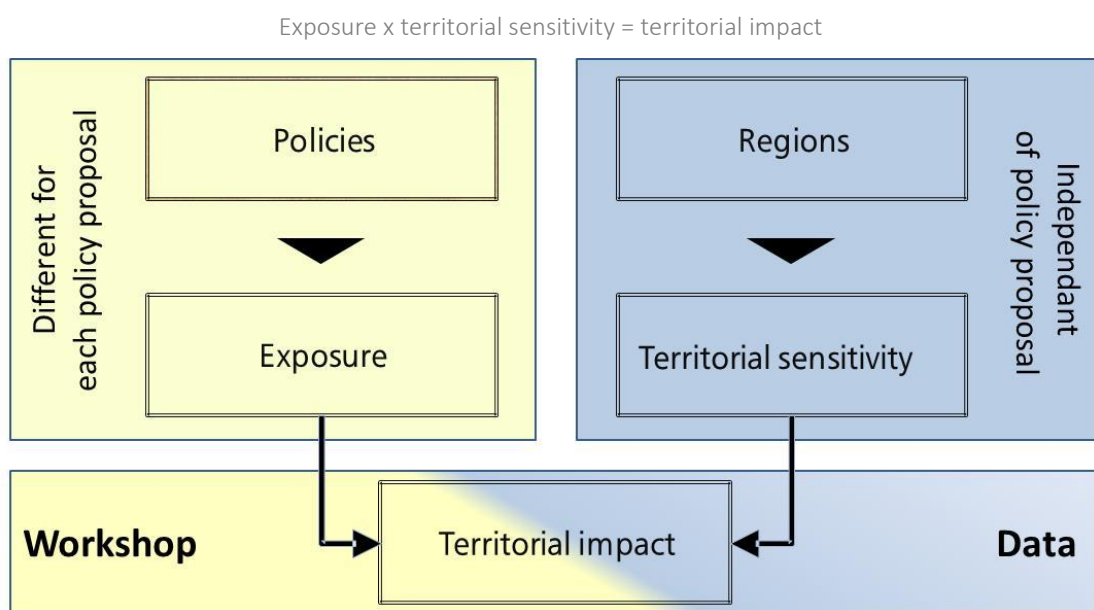 Exposure x territorial sensitivity = territorial impact
Different for
each policy proposal
Policies
Exposure
Regions
Territorial sensitivity
Independant
of policy proposal
Workshop
Territorial impact
Data